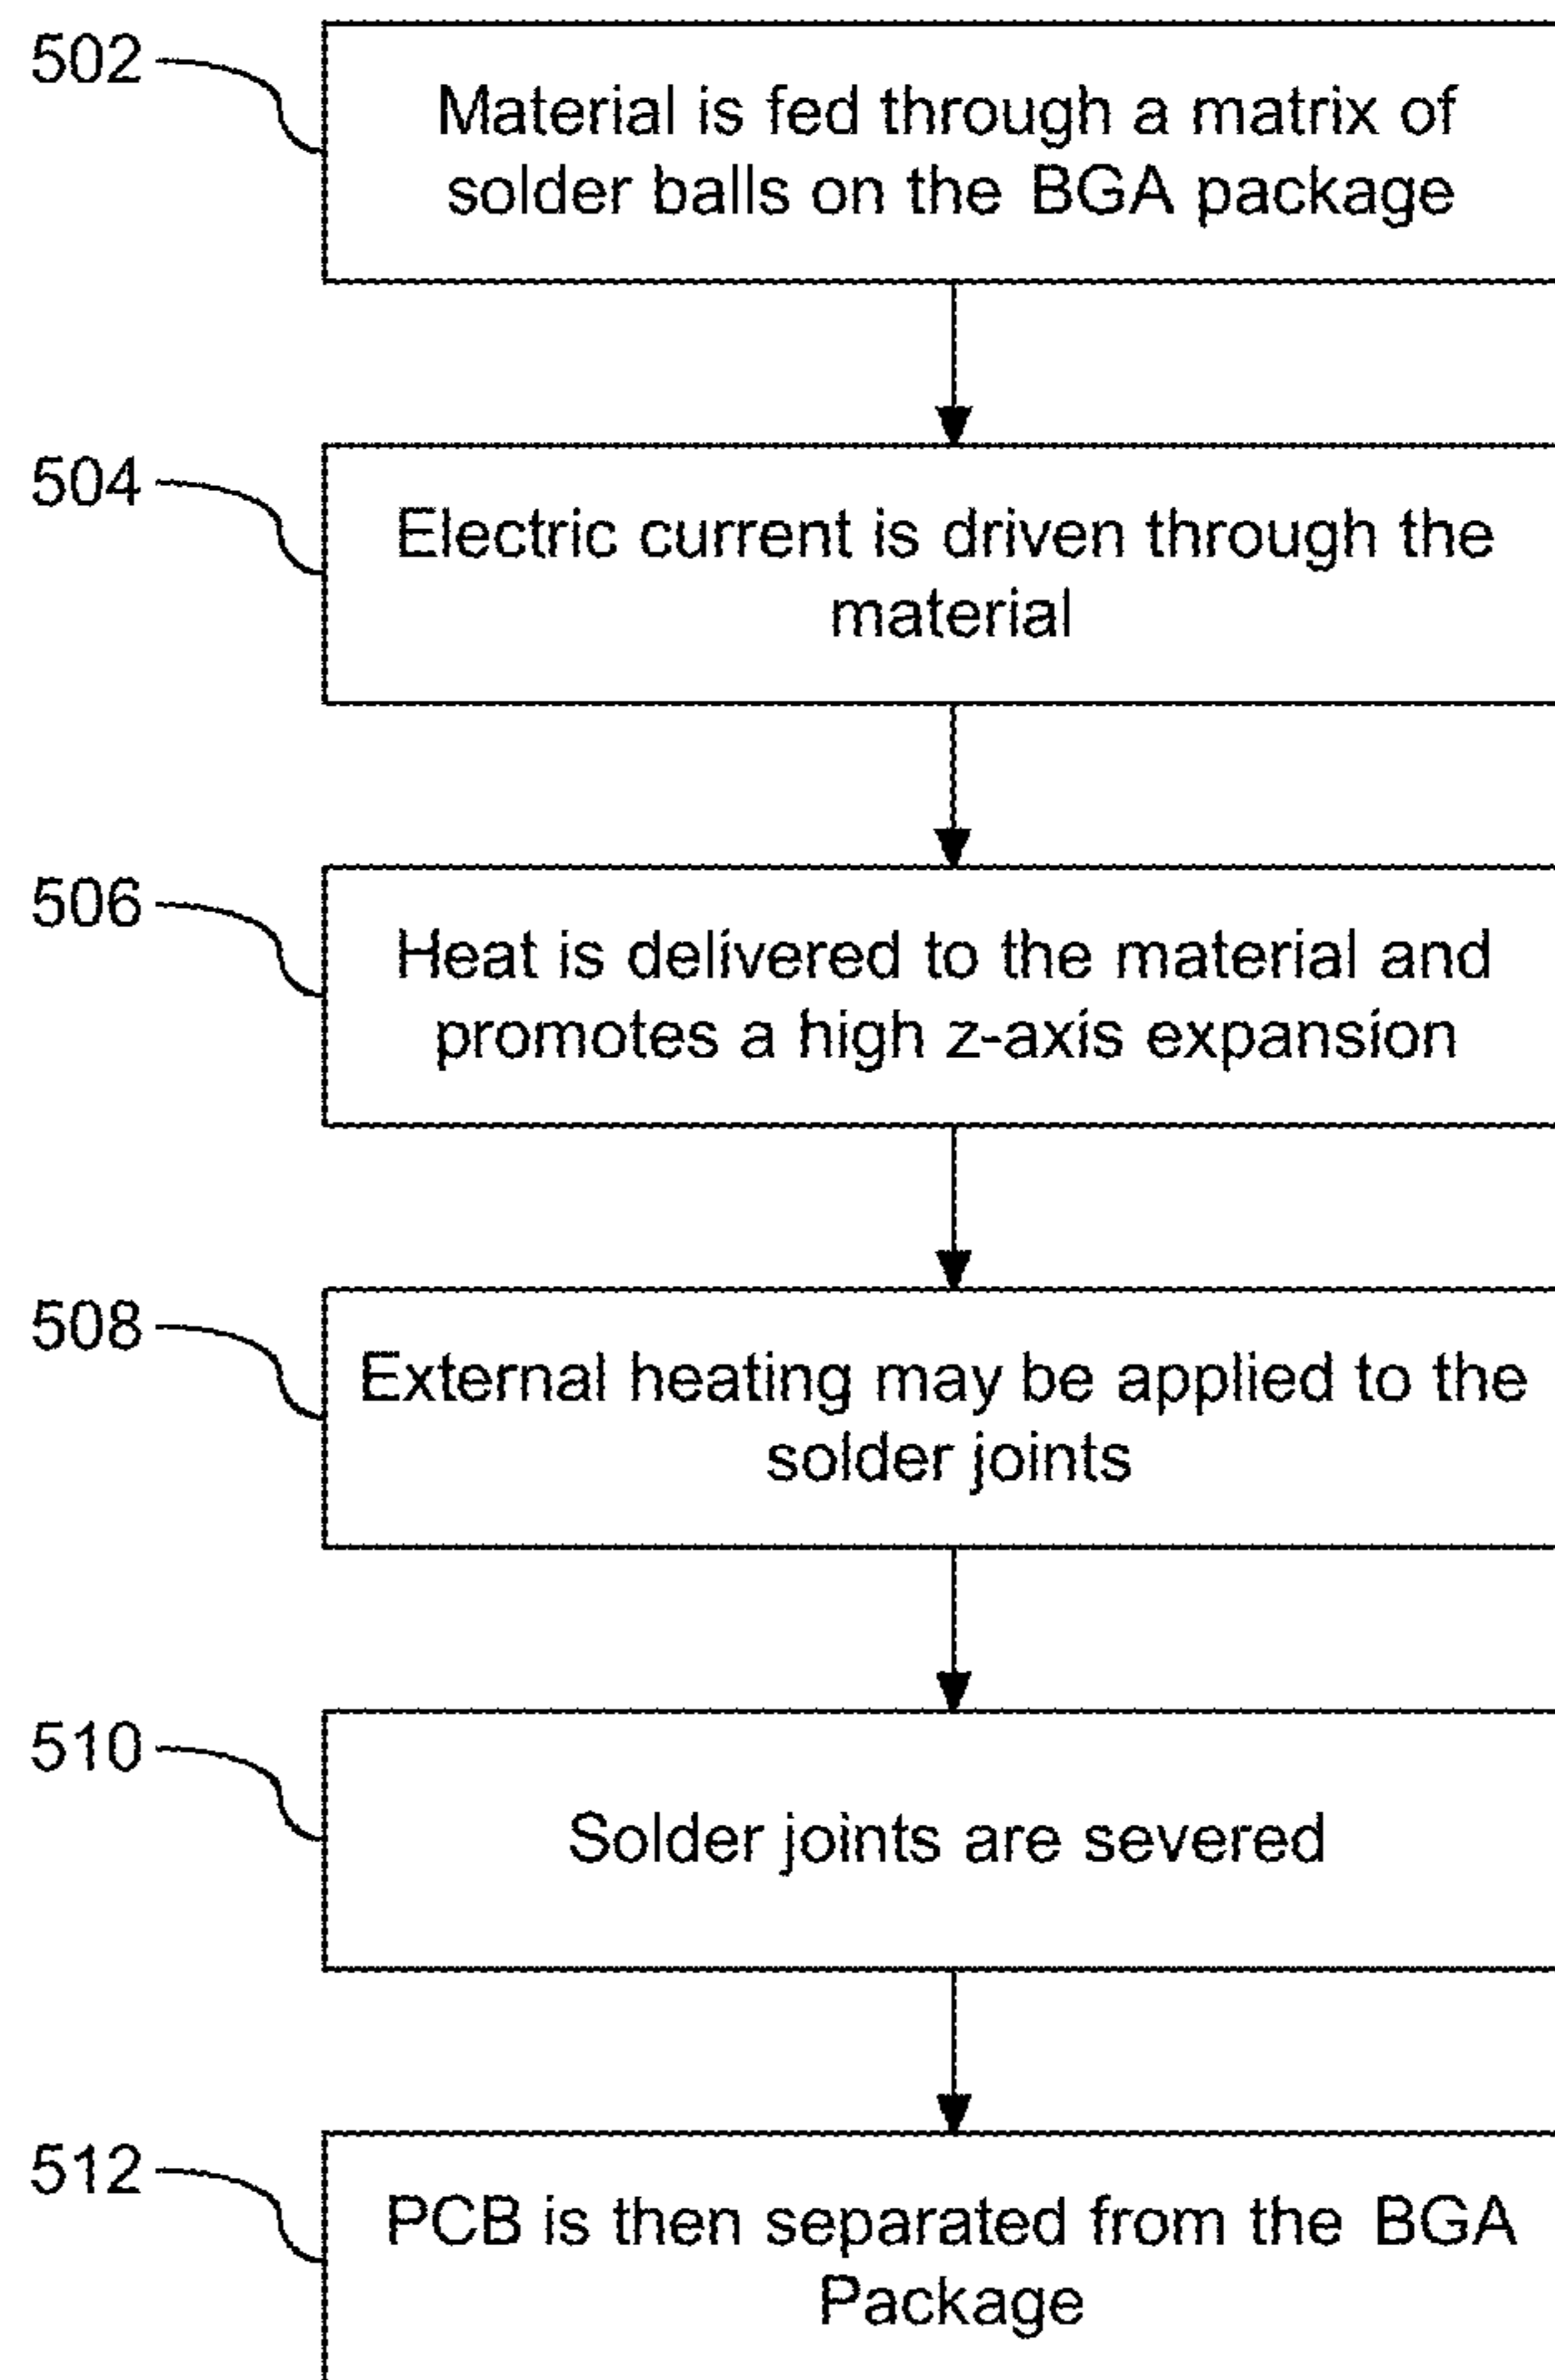 502
Material is fed through a matrix of
solder balls on the BGA package
504
Electric current is driven through the
material
506
Heat is delivered to the material and
promotes a high z-axis expansion
508
External heating may be applied to the
solder joints
510
Solder joints are severed
512
PCB is then separated from the BGA
Package